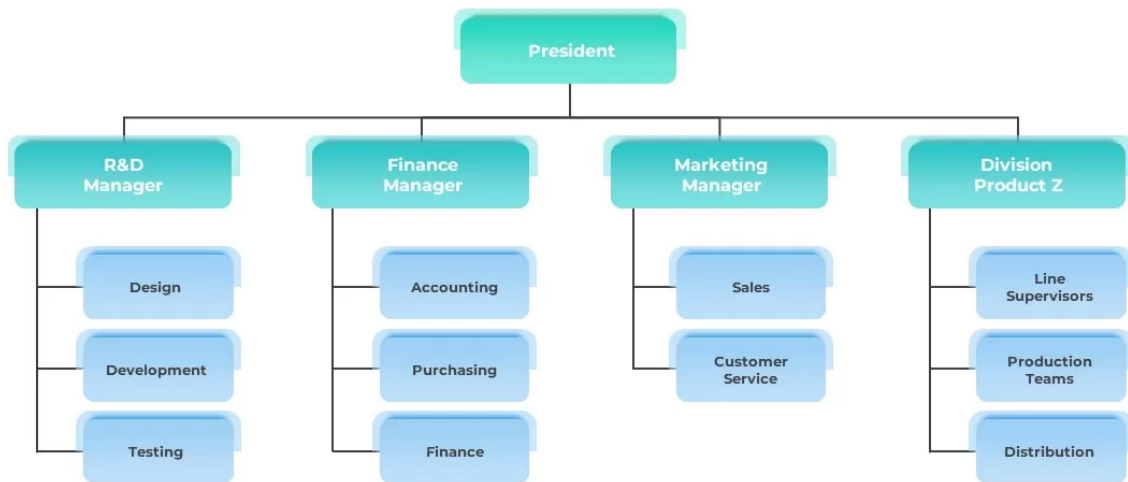 President
R&D
Manager
Finance
Manager
Marketing
Manager
Division
Product Z
Design
Development
Testing
Accounting
Purchasing
Finance
Sales
Customer
Service
Line
Supervisors
Production
Teams
Distribution